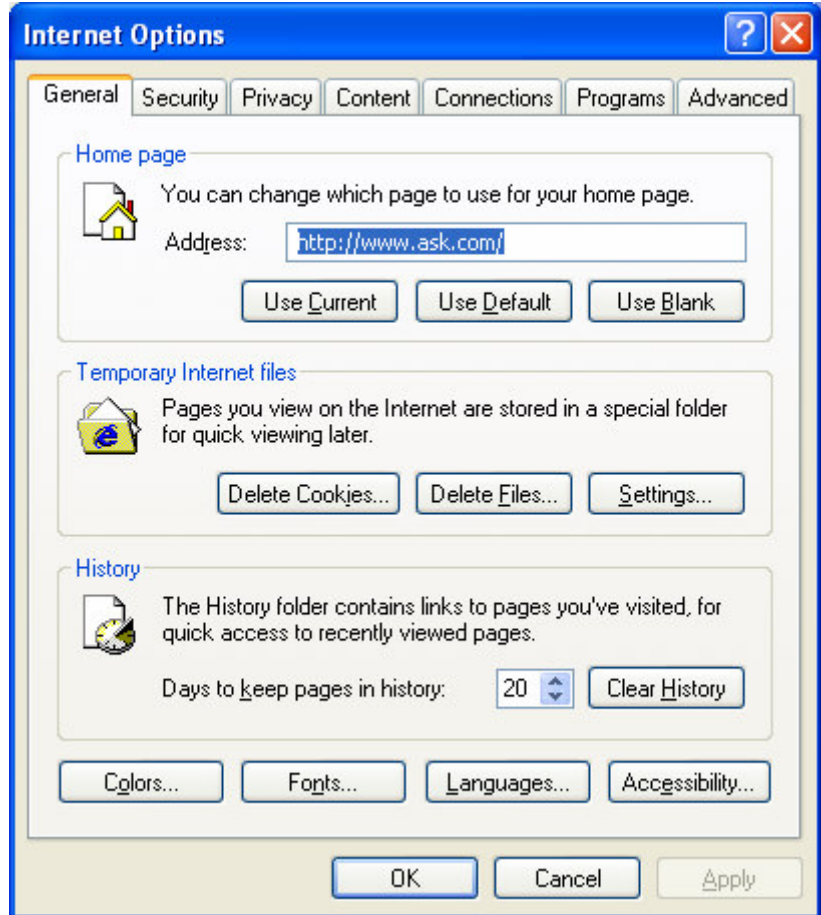 Internet Options
General Security Privacy Content Connections Programs Advanced
Home page
You can change which page to use for your home page.
Address: http://www.ask.com/
Use Current Use Default Use Blank
Temporary Internet files
Pages you view on the Internet are stored in a special folder
for quick viewing later.
Delete Cookies... Delete Files... Settings...
History
The History folder contains links to pages you've visited, for
quick access to recently viewed pages.
Days to keep pages in history: 20 Clear History
Colors... Fonts... Languages... Accessibility...
OK Cancel Apply